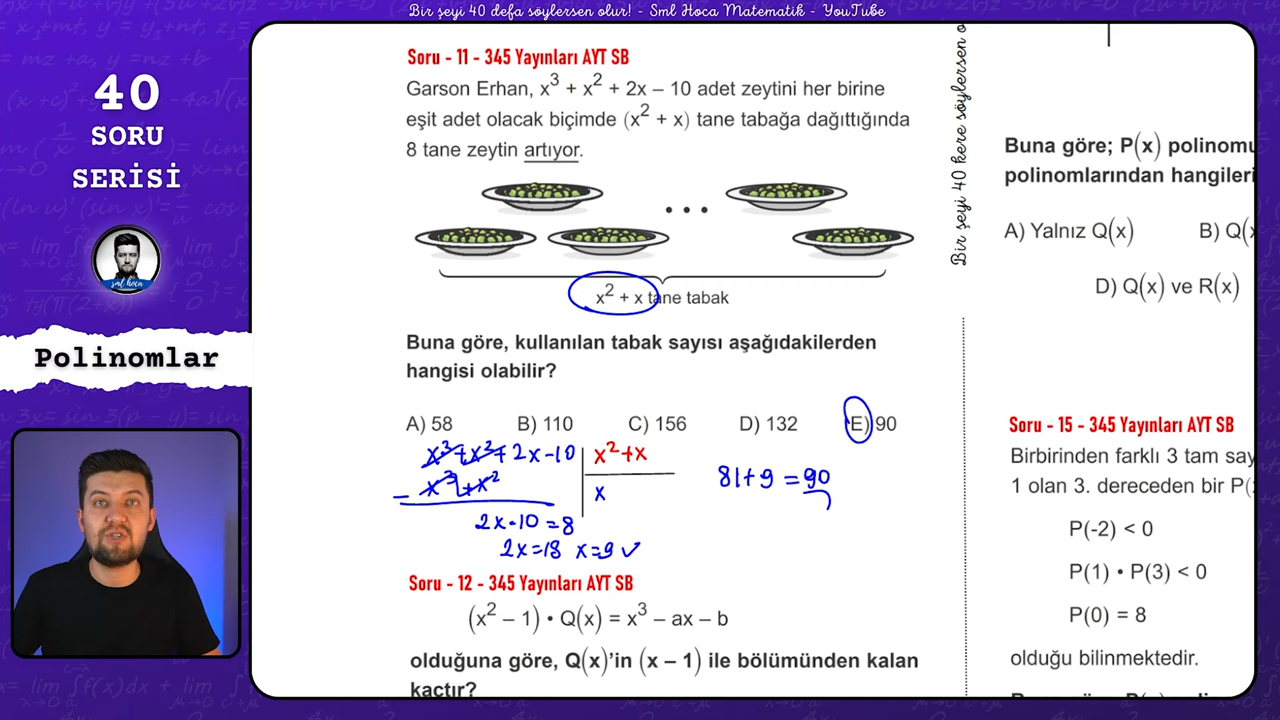 Bir şeyi 40 defa söylersen olur! - Sml Hoca Matematik - YouTube
40
SORU
SERİSİ
sml hoca
Polinomlar
Soru - 11 - 345 Yayınları AYT SB
Garson Erhan, x³ + x² + 2x – 10 adet zeytini her birine
eşit adet olacak biçimde (x² + x) tane tabağa dağıttığında
8 tane zeytin artıyor.
x² + x tane tabak
Buna göre, kullanılan tabak sayısı aşağıdakilerden
hangisi olabilir?
A) 58 B) 110 C) 156 D) 132 E) 90
x³+x²+2x-10 x²+x
- x³+x² x
2x-10=8
2x=18 x=9 ✓
81+9=90
Soru - 12 - 345 Yayınları AYT SB
(x² – 1) • Q(x) = x³ – ax – b
olduğuna göre, Q(x)'in (x – 1) ile bölümünden kalan
kaçtır?
Bir şeyi 40 kere söylersen o
Buna göre; P(x) polinomu
polinomlarından hangileri
A) Yalnız Q(x) B) Q(x
D) Q(x) ve R(x)
Soru - 15 - 345 Yayınları AYT SB
Birbirinden farklı 3 tam say
1 olan 3. dereceden bir P(
P(-2) < 0
P(1) • P(3) < 0
P(0) = 8
olduğu bilinmektedir.